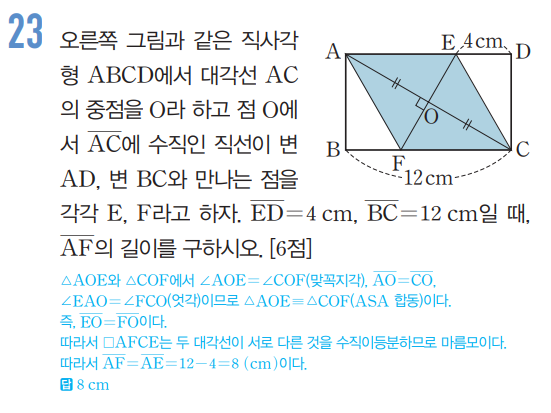 23
오른쪽 그림과 같은 직사각
형 ABCD에서 대각선 AC
의 중점을 O라 하고 점 O에
서 AC에 수직인 직선이 변
AD, 변 BC와 만나는 점을
각각 E, F라고 하자. ED=4 cm, BC=12 cm일 때,
AF의 길이를 구하시오. [6점]
A
E
4 cm
D
O
B
F
C
12 cm
△AOE와 △COF에서 ∠AOE=∠COF(맞꼭지각), AO=CO,
∠EAO=∠FCO(엇각)이므로 △AOE≡△COF(ASA 합동)이다.
즉, EO=FO이다.
따라서 □AFCE는 두 대각선이 서로 다른 것을 수직이등분하므로 마름모이다.
따라서 AF=AE=12-4=8 (cm)이다.
답 8 cm